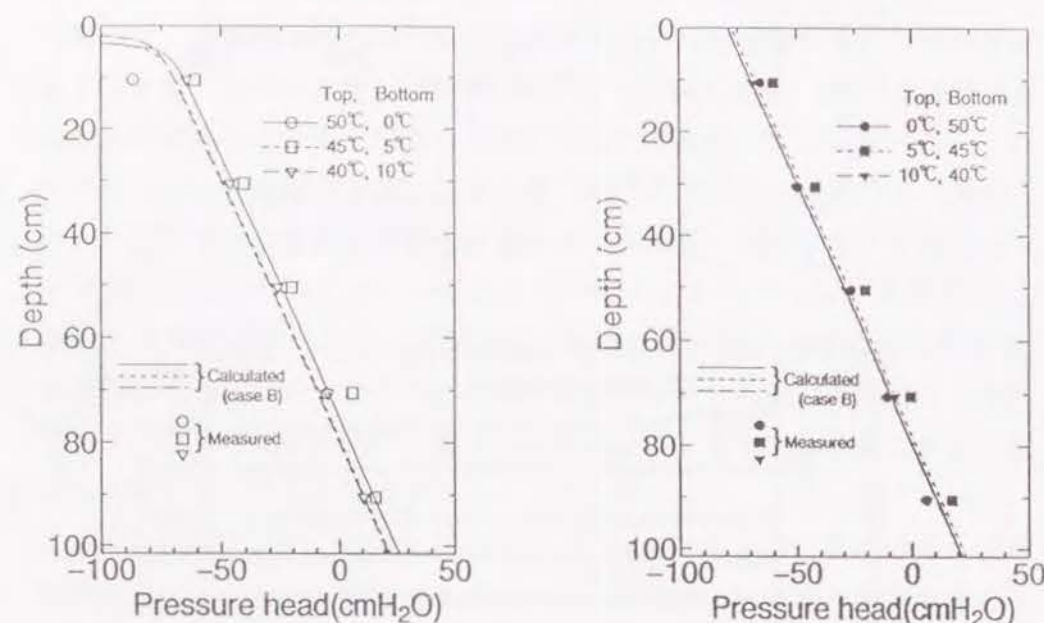 0
20
40
60
80
100
Depth (cm)
Top, Bottom
50℃, 0℃
45℃, 5℃
40℃, 10℃
Calculated
(case B)
Measured
−100
−50
0
50
Pressure head(cmH₂O)
0
20
40
60
80
100
Depth (cm)
Top, Bottom
0℃, 50℃
5℃, 45℃
10℃, 40℃
Calculated
(case B)
Measured
−100
−50
0
50
Pressure head(cmH₂O)